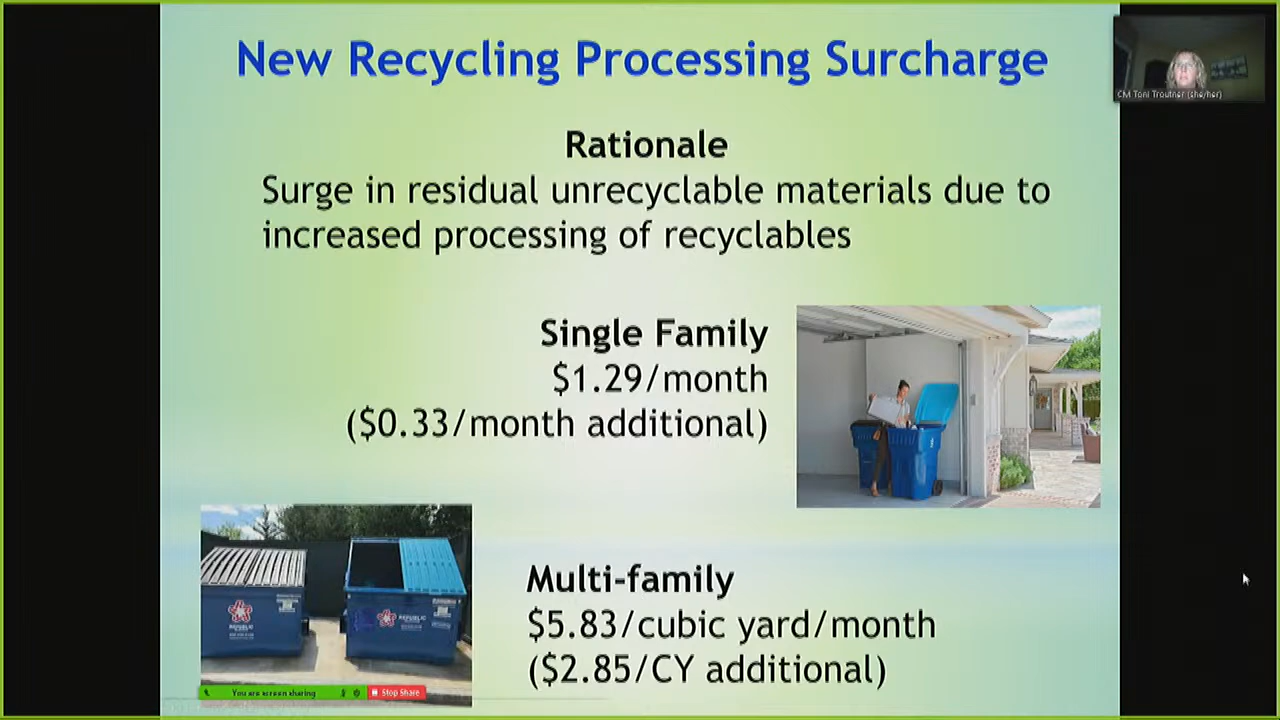 New Recycling Processing Surcharge
CM Toni Troutner (she/her)
Rationale
Surge in residual unrecyclable materials due to
increased processing of recyclables
Single Family
$1.29/month
($0.33/month additional)
Multi-family
$5.83/cubic yard/month
($2.85/CY additional)
REPUBLIC
REPUBLIC
You are screen sharing
Stop Share